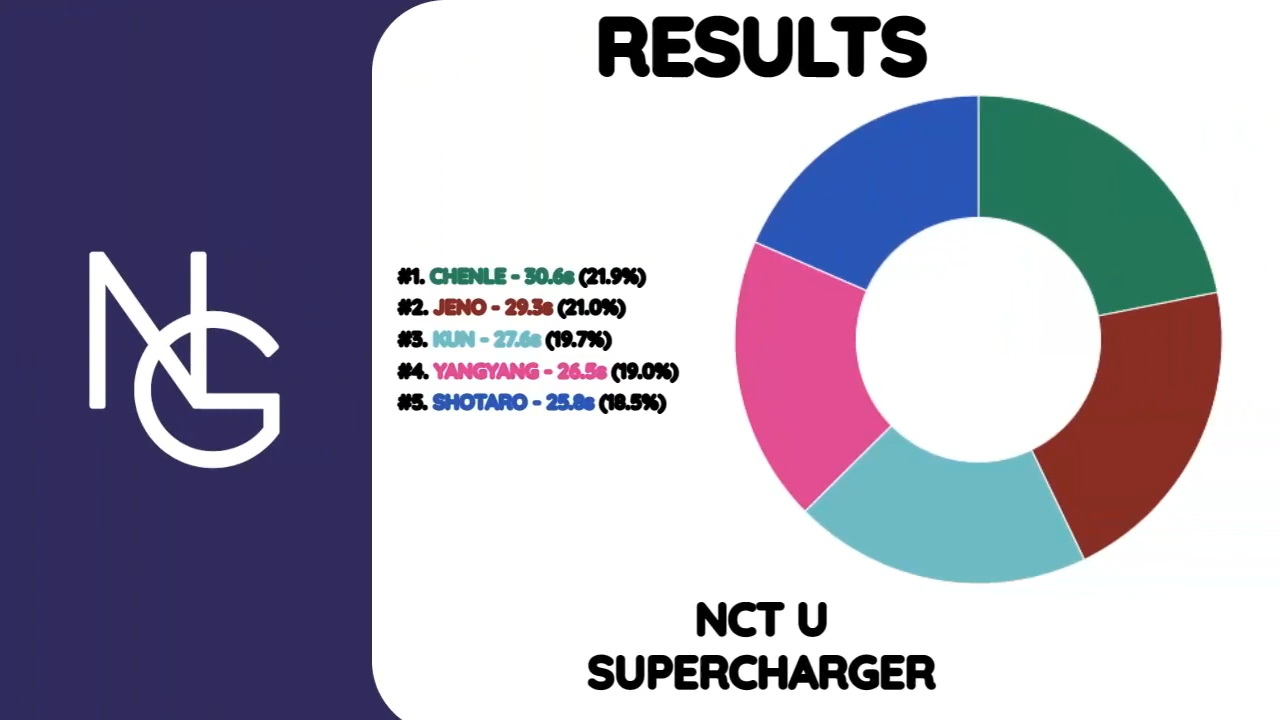 RESULTS
NG
#1. CHENLE - 30.6s (21.9%)
#2. JENO - 29.3s (21.0%)
#3. KUN - 27.6s (19.7%)
#4. YANGYANG - 26.5s (19.0%)
#5. SHOTARO - 25.8s (18.5%)
NCT U
SUPERCHARGER